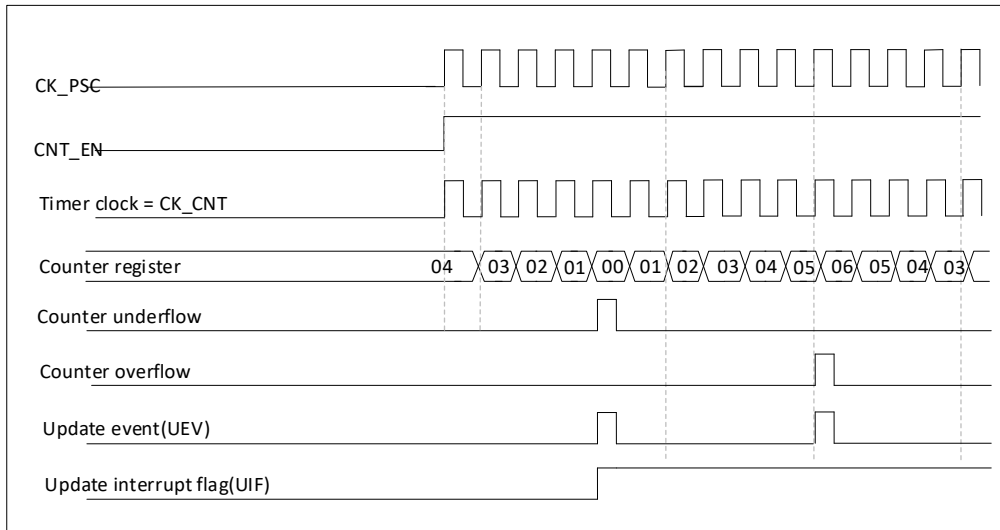 CK_PSC
CNT_EN
Timer clock = CK_CNT
Counter register 04 03 02 01 00 01 02 03 04 05 06 05 04 03
Counter underflow
Counter overflow
Update event(UEV)
Update interrupt flag(UIF)